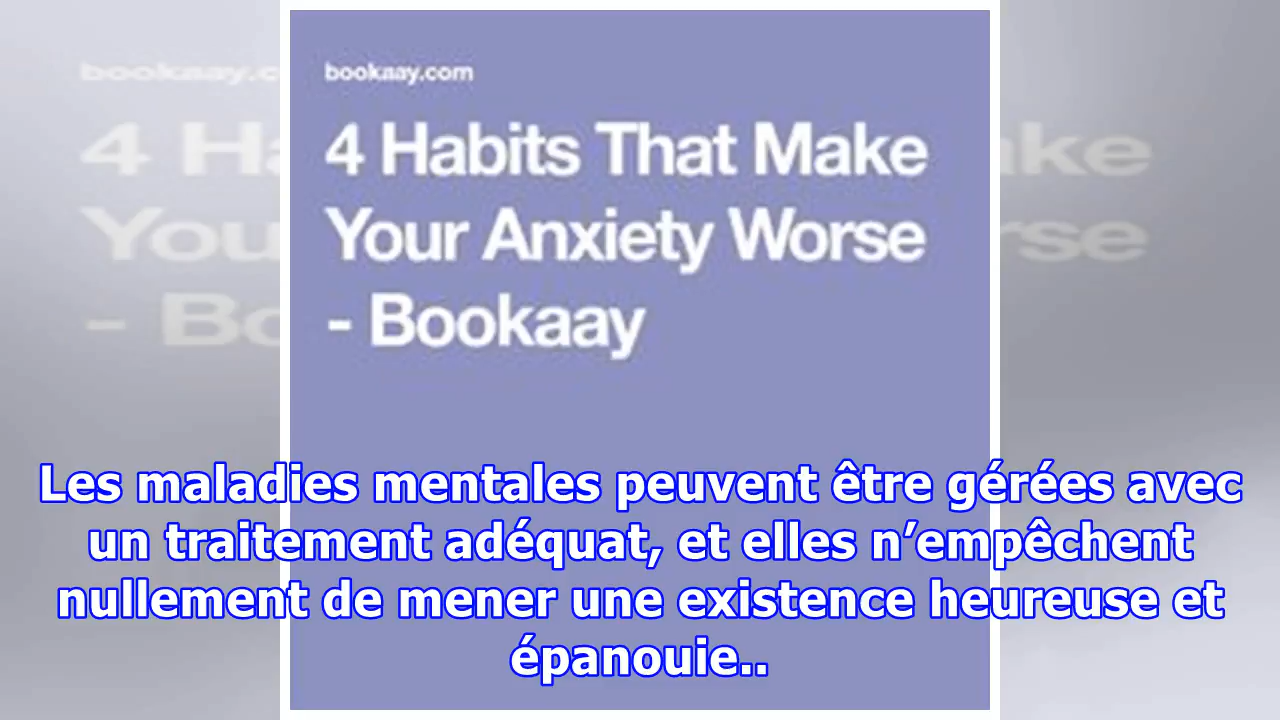 bookaay.com
4 Habits That Make
Your Anxiety Worse
- Bookaay
Les maladies mentales peuvent être gérées avec
un traitement adéquat, et elles n’empêchent
nullement de mener une existence heureuse et
épanouie..